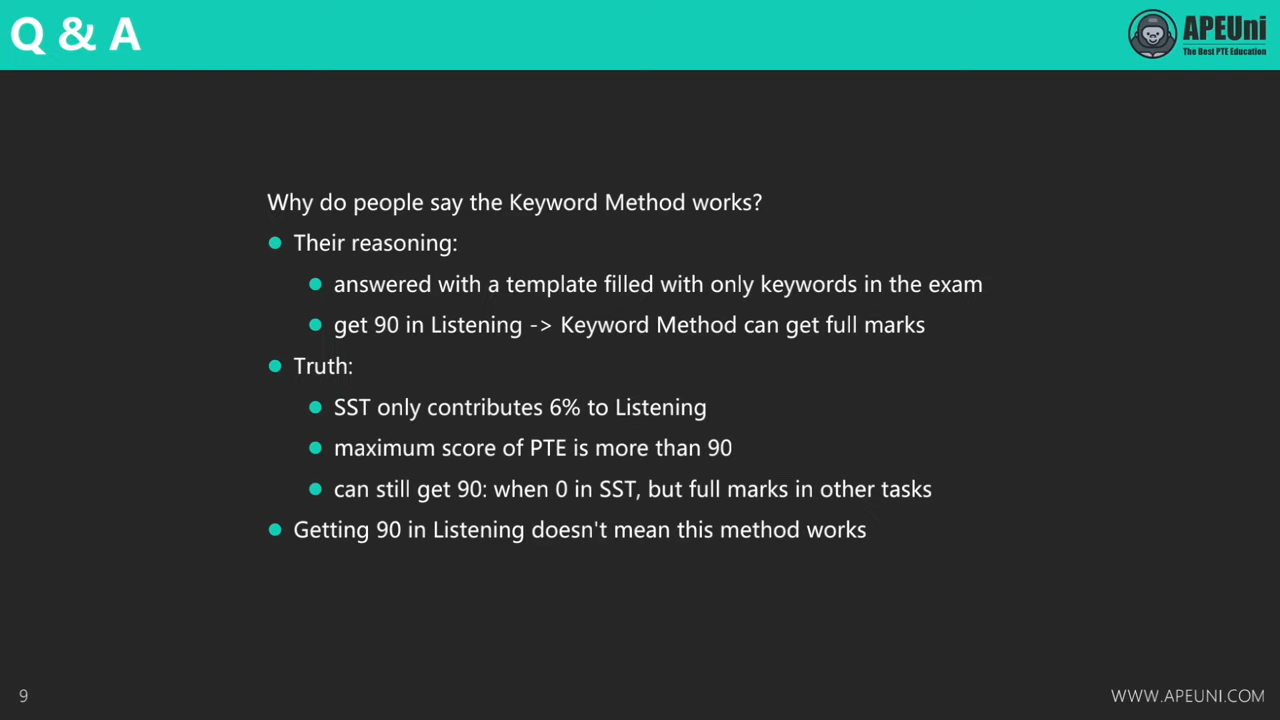 Q & A
APEUni
The Best PTE Education
Why do people say the Keyword Method works?
Their reasoning:
answered with a template filled with only keywords in the exam
get 90 in Listening -> Keyword Method can get full marks
Truth:
SST only contributes 6% to Listening
maximum score of PTE is more than 90
can still get 90: when 0 in SST, but full marks in other tasks
Getting 90 in Listening doesn't mean this method works
9
WWW.APEUNI.COM